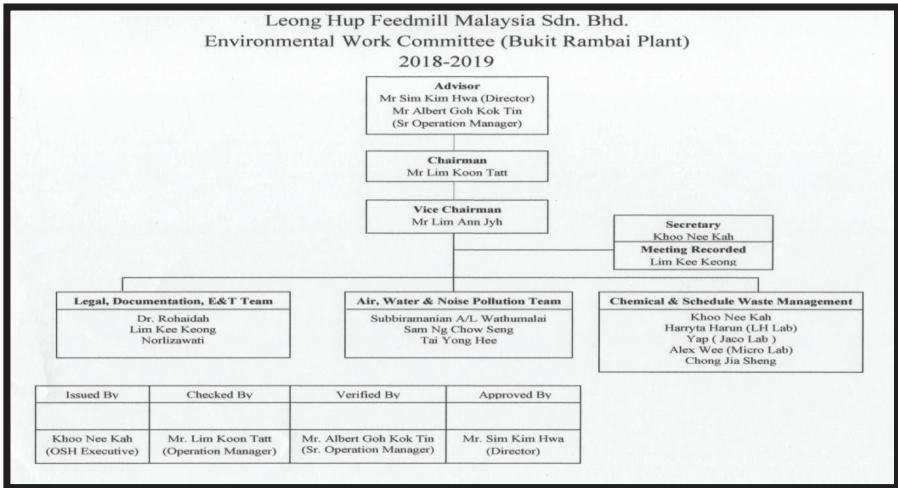 Leong Hup Feedmill Malaysia Sdn. Bhd.
Environmental Work Committee (Bukit Rambai Plant)
2018-2019
Advisor
Mr Sim Kim Hwa (Director)
Mr Albert Goh Kok Tin
(Sr Operation Manager)
Chairman
Mr Lim Koon Tatt
Vice Chairman
Mr Lim Ann Jyh
Secretary
Khoo Nee Kah
Meeting Recorded
Lim Kee Keong
Legal, Documentation, E&T Team
Dr. Rohaidah
Lim Kee Keong
Norlizawati
Air, Water & Noise Pollution Team
Subbiramanian A/L Wathumalai
Sam Ng Chow Seng
Tai Yong Hee
Chemical & Schedule Waste Management
Khoo Nee Kah
Harryta Harun (LH Lab)
Yap ( Jaco Lab )
Alex Wee (Micro Lab)
Chong Jia Sheng
Issued By Checked By Verified By Approved By
Khoo Nee Kah Mr. Lim Koon Tatt Mr. Albert Goh Kok Tin Mr. Sim Kim Hwa
(OSH Executive) (Operation Manager) (Sr. Operation Manager) (Director)